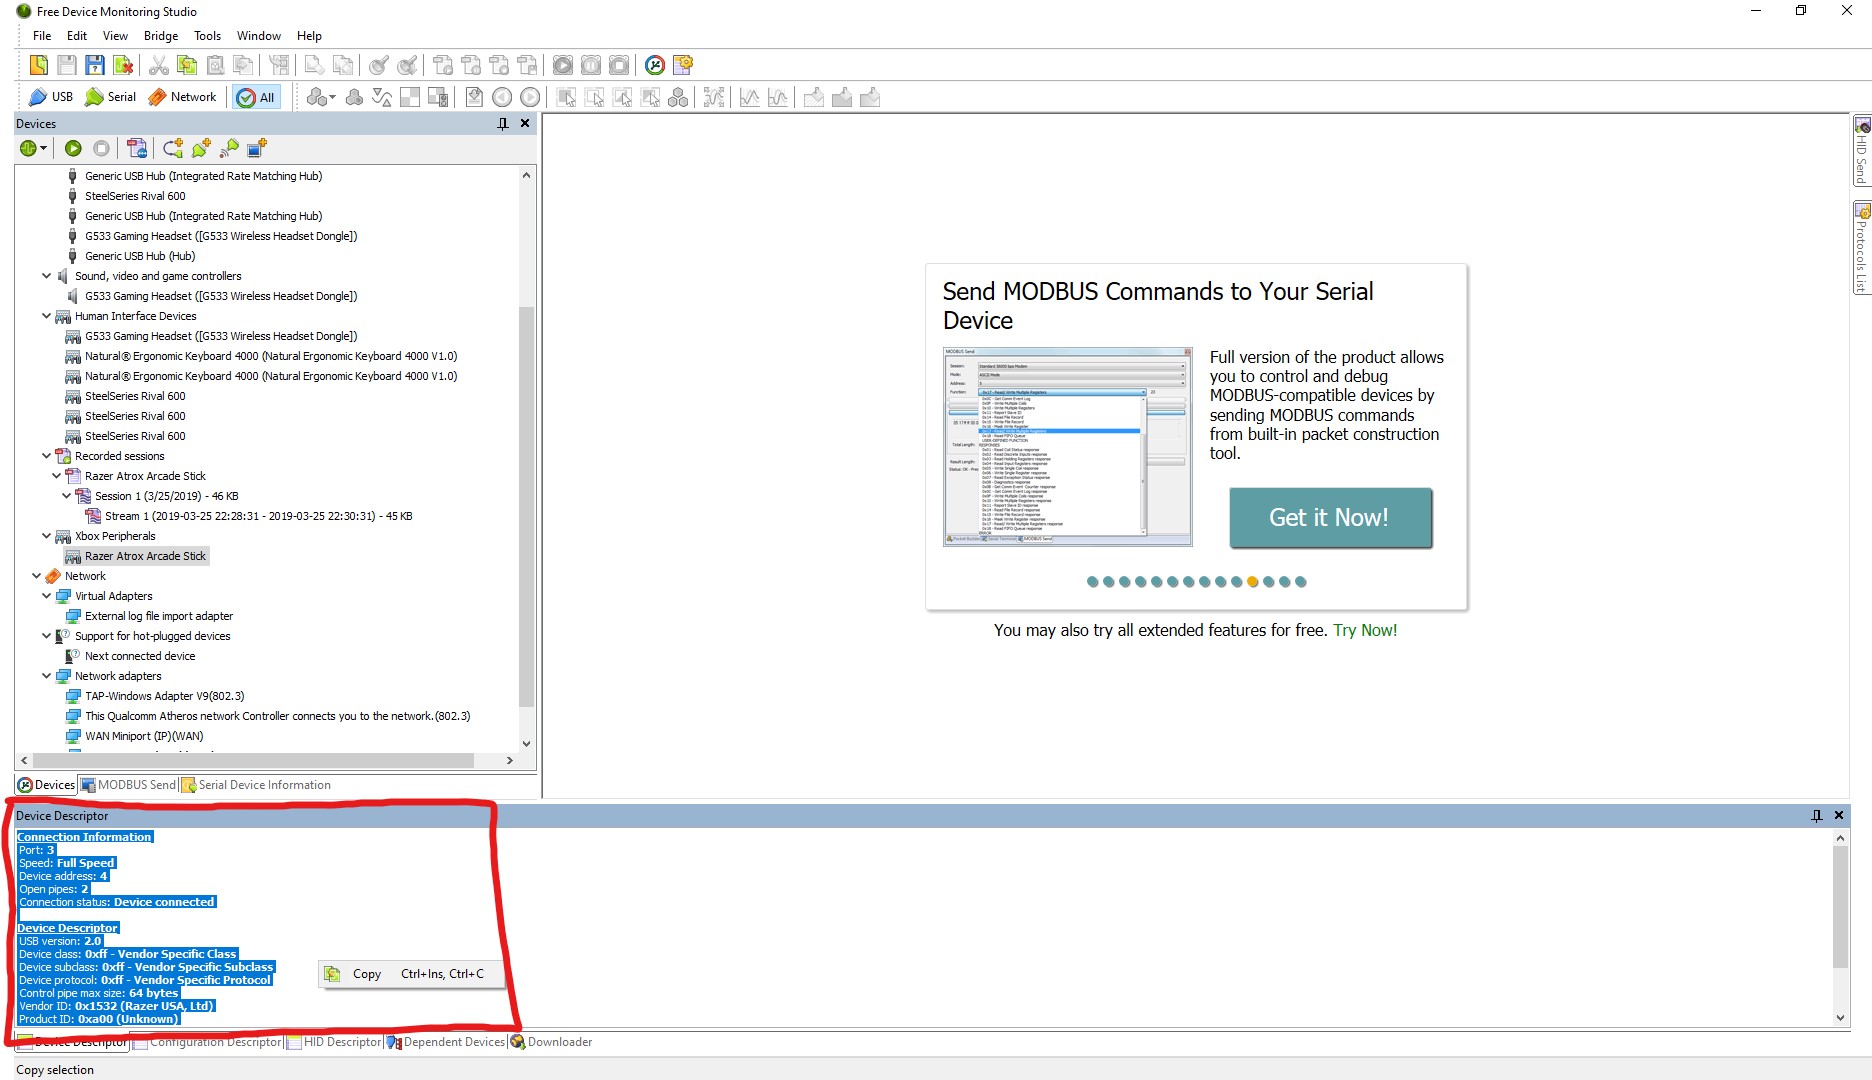 Free Device Monitoring Studio
File Edit View Bridge Tools Window Help
USB Serial Network All
Devices
Generic USB Hub (Integrated Rate Matching Hub)
SteelSeries Rival 600
Generic USB Hub (Integrated Rate Matching Hub)
G533 Gaming Headset ([G533 Wireless Headset Dongle])
Generic USB Hub (Hub)
Sound, video and game controllers
G533 Gaming Headset ([G533 Wireless Headset Dongle])
Human Interface Devices
G533 Gaming Headset ([G533 Wireless Headset Dongle])
Natural® Ergonomic Keyboard 4000 (Natural Ergonomic Keyboard 4000 V1.0)
Natural® Ergonomic Keyboard 4000 (Natural Ergonomic Keyboard 4000 V1.0)
SteelSeries Rival 600
SteelSeries Rival 600
SteelSeries Rival 600
Recorded sessions
Razer Atrox Arcade Stick
Session 1 (3/25/2019) - 46 KB
Stream 1 (2019-03-25 22:28:31 - 2019-03-25 22:30:31) - 45 KB
Xbox Peripherals
Razer Atrox Arcade Stick
Network
Virtual Adapters
External log file import adapter
Support for hot-plugged devices
Next connected device
Network adapters
TAP-Windows Adapter V9(802.3)
This Qualcomm Atheros network Controller connects you to the network.(802.3)
WAN Miniport (IP)(WAN)
Devices MODBUS Send Serial Device Information
Send MODBUS Commands to Your Serial
Device
Full version of the product allows
you to control and debug
MODBUS-compatible devices by
sending MODBUS commands
from built-in packet construction
tool.
Get it Now!
You may also try all extended features for free. Try Now!
HID Send
Protocols List
Device Descriptor
Connection Information
Port: 3
Speed: Full Speed
Device address: 4
Open pipes: 2
Connection status: Device connected
Device Descriptor
USB version: 2.0
Device class: 0xff - Vendor Specific Class
Device subclass: 0xff - Vendor Specific Subclass
Device protocol: 0xff - Vendor Specific Protocol
Control pipe max size: 64 bytes
Vendor ID: 0x1532 (Razer USA, Ltd)
Product ID: 0xa00 (Unknown)
Copy Ctrl+Ins, Ctrl+C
Device Descriptor Configuration Descriptor HID Descriptor Dependent Devices Downloader
Copy selection